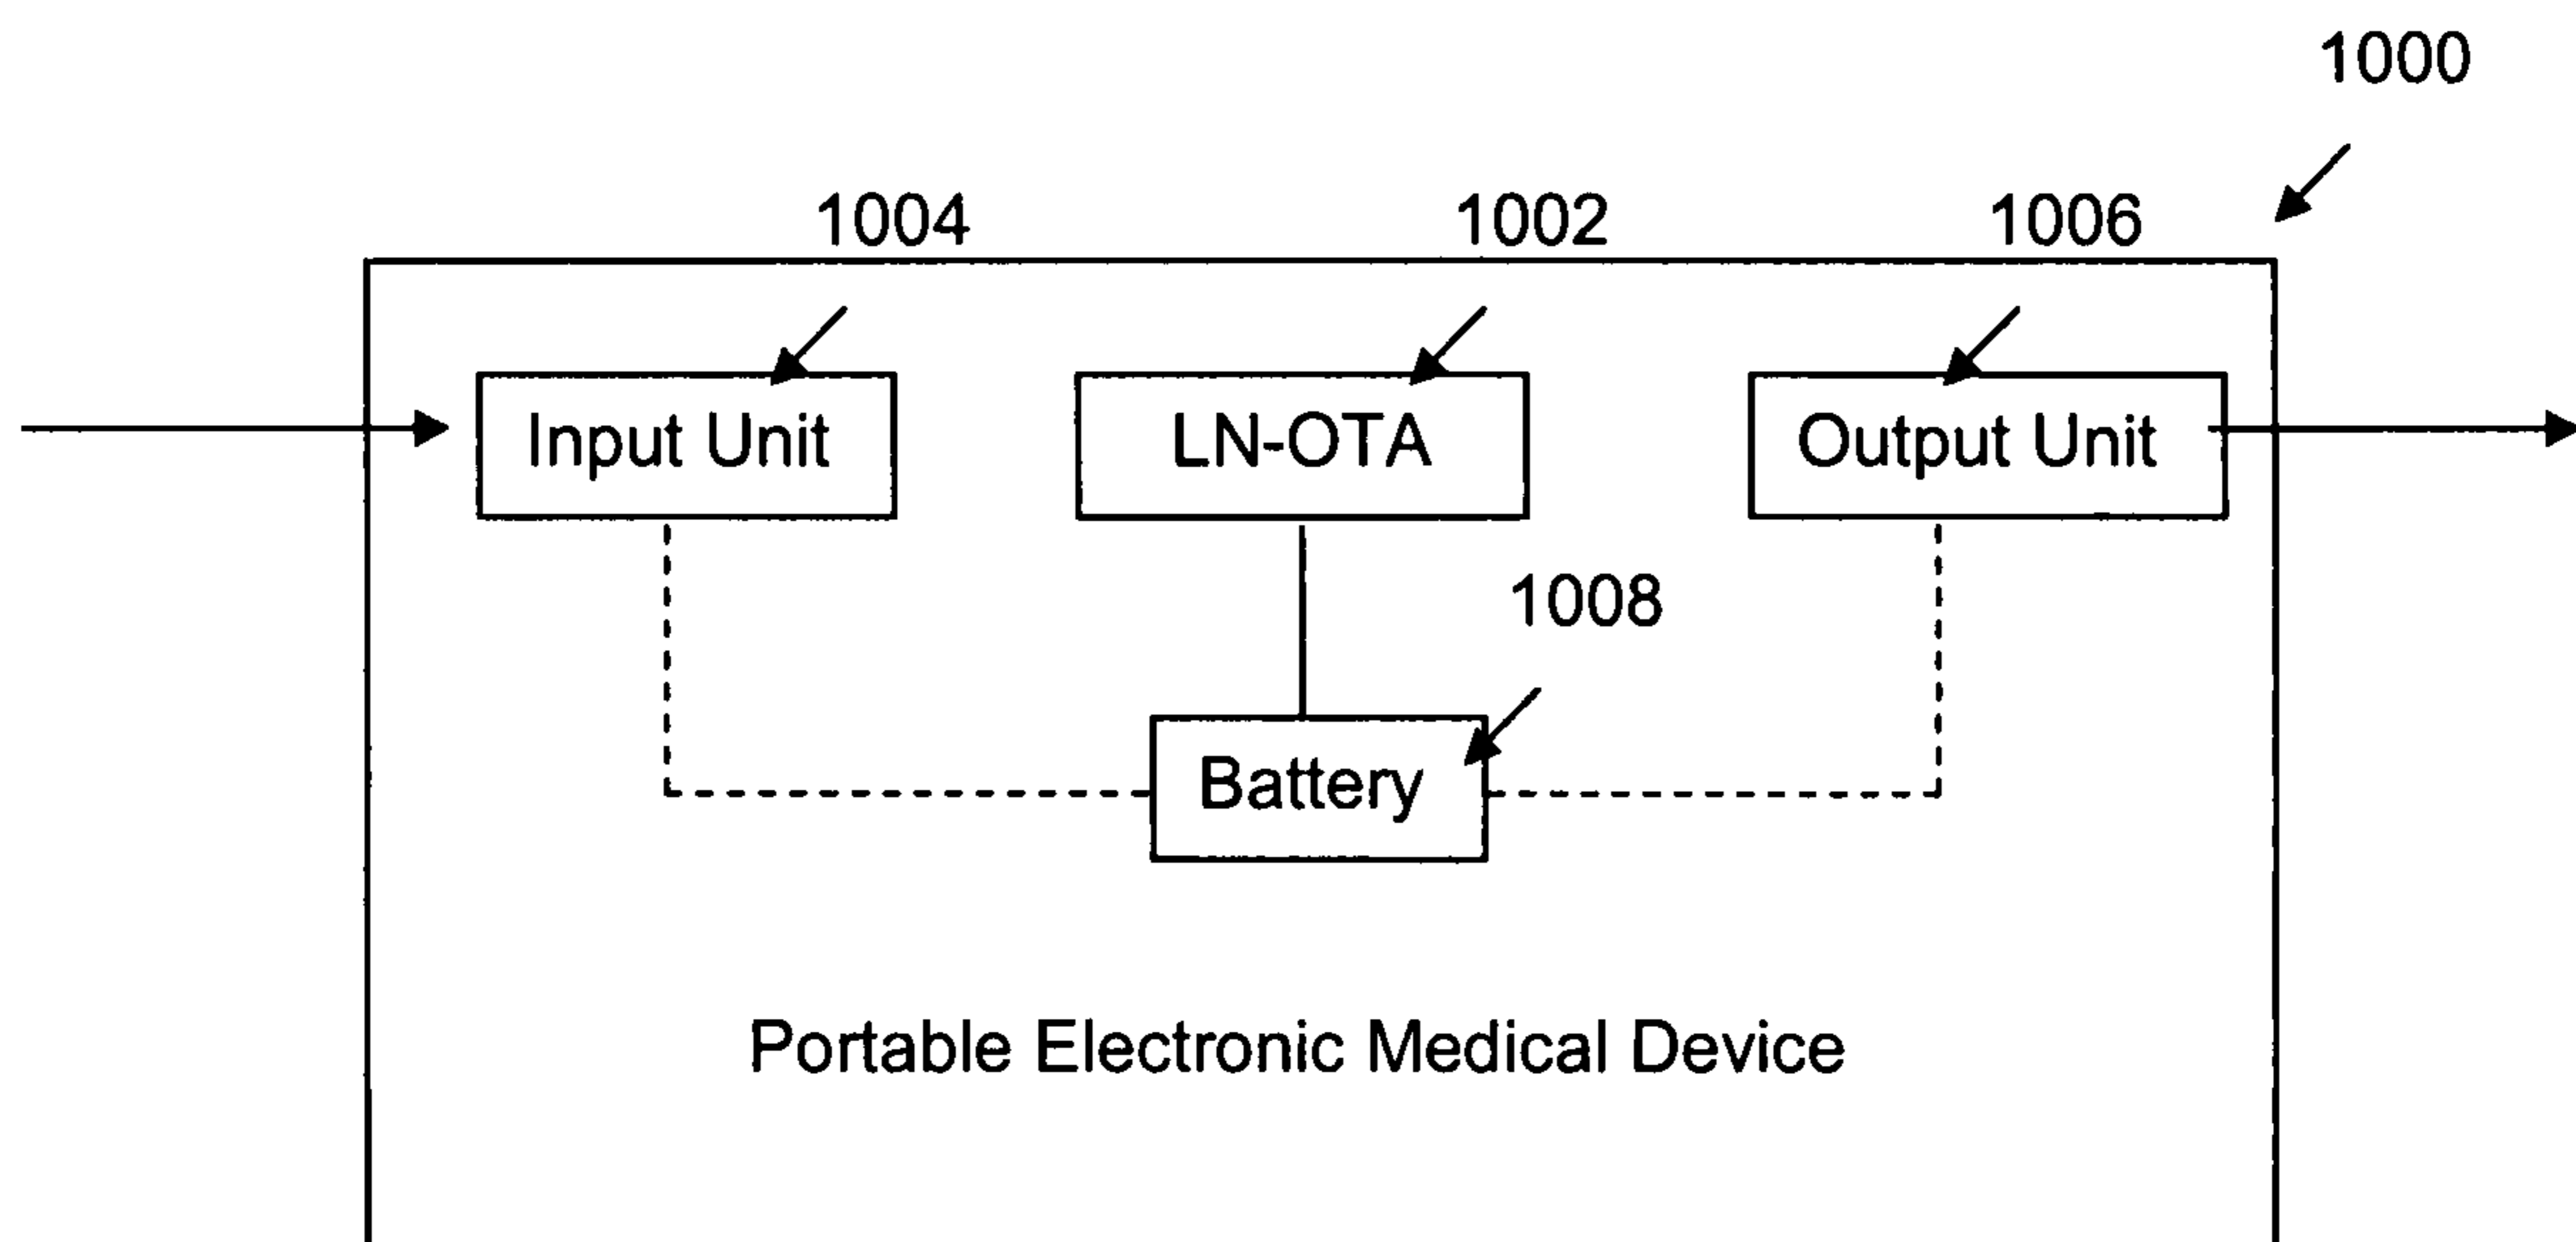 1000
1004
1002
1006
Input Unit
LN-OTA
Output Unit
1008
Battery
Portable Electronic Medical Device